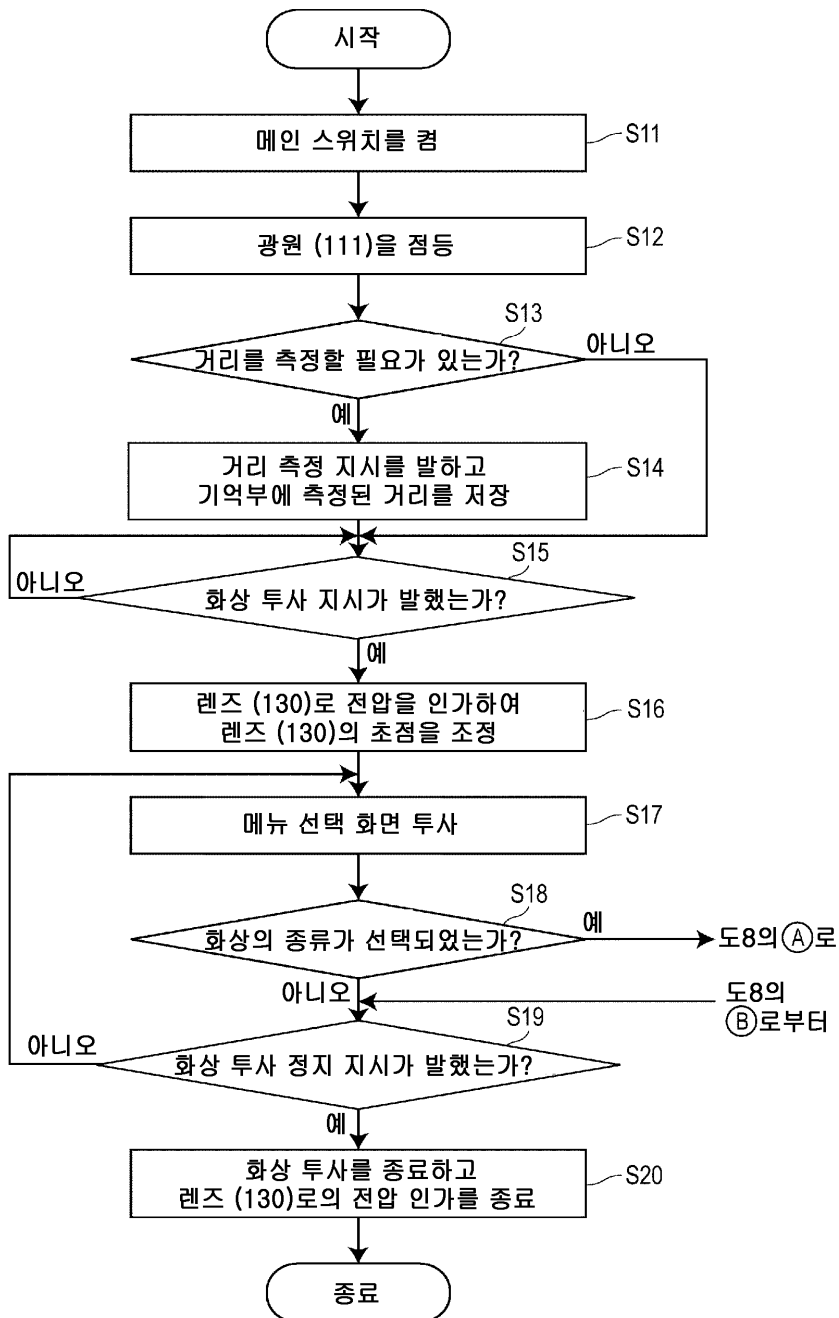 시작
메인 스위치를 켬
S11
광원 (111)을 점등
S12
S13
거리를 측정할 필요가 있는가?
아니오
예
거리 측정 지시를 발하고
기억부에 측정된 거리를 저장
S14
S15
아니오
화상 투사 지시가 발했는가?
예
렌즈 (130)로 전압을 인가하여
렌즈 (130)의 초점을 조정
S16
메뉴 선택 화면 투사
S17
S18
화상의 종류가 선택되었는가?
예
도8의Ⓐ로
아니오
도8의
Ⓑ로부터
S19
아니오
화상 투사 정지 지시가 발했는가?
예
화상 투사를 종료하고
렌즈 (130)로의 전압 인가를 종료
S20
종료